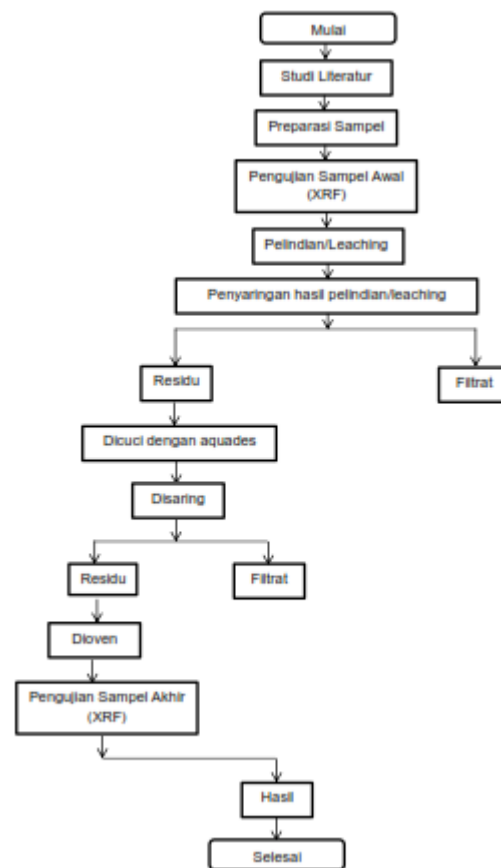 Mulai
Studi Literatur
Preparasi Sampel
Pengujian Sampel Awal
(XRF)
Pelindian/Leaching
Penyaringan hasil pelindian/leaching
Residu
Filtrat
Dicuci dengan aquades
Disaring
Residu
Filtrat
Dioven
Pengujian Sampel Akhir
(XRF)
Hasil
Selesai